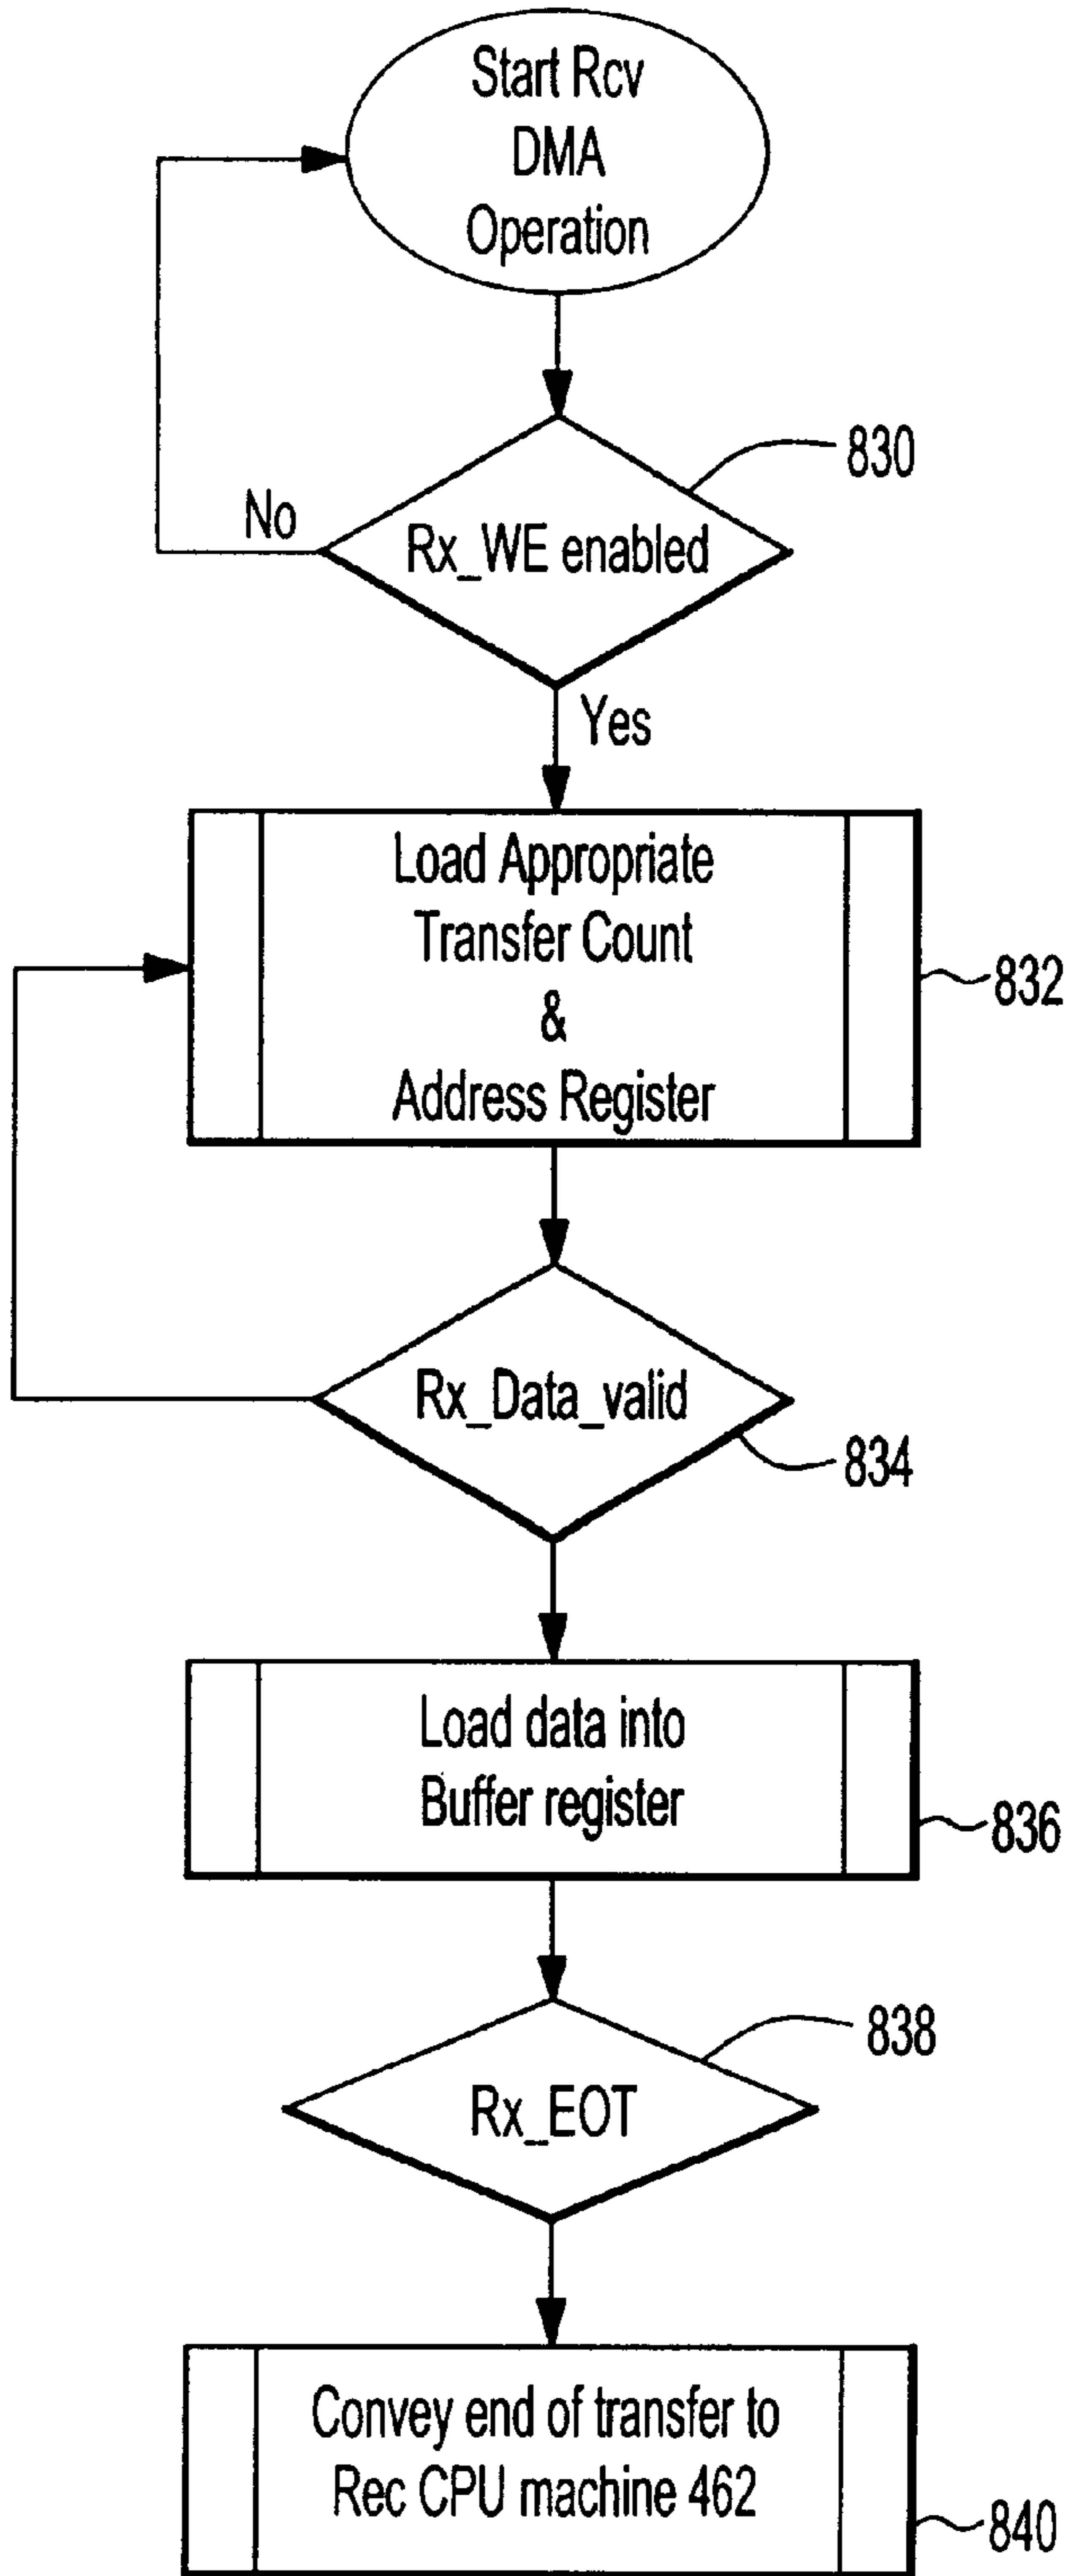 Start Rcv
DMA
Operation
830
No
Rx_WE enabled
Yes
Load Appropriate
Transfer Count
&
Address Register
832
Rx_Data_valid
834
Load data into
Buffer register
836
838
Rx_EOT
Convey end of transfer to
Rec CPU machine 462
840